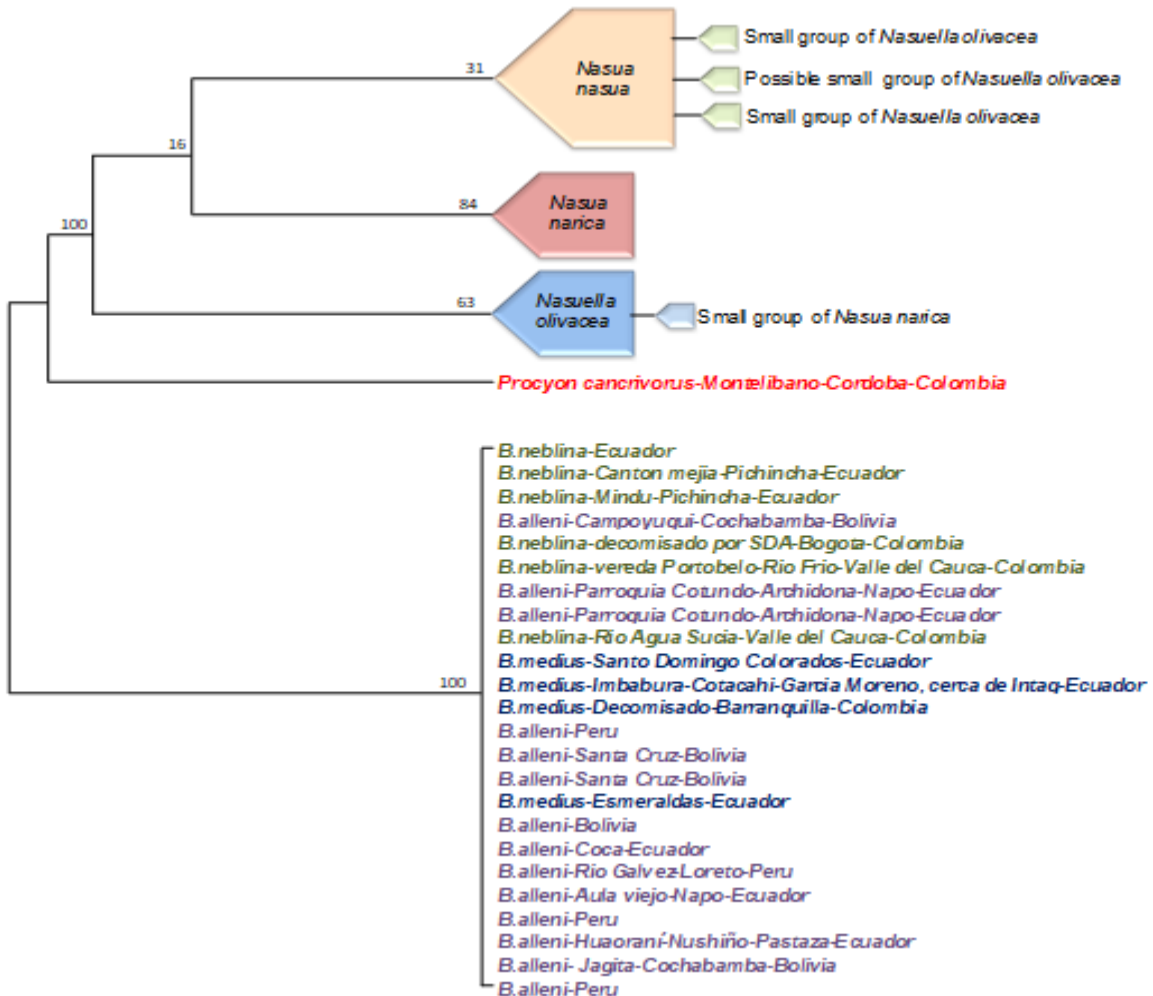 31
Nasua
nasua
Small group of Nasuella olivacea
Possible small group of Nasuella olivacea
Small group of Nasuella olivacea
16
84
Nasua
narica
100
63
Nasuella
olivacea
Small group of Nasua narica
Procyon cancrivorus-Montelibano-Cordoba-Colombia
B.neblina-Ecuador
B.neblina-Canton mejia-Pichincha-Ecuador
B.neblina-Mindu-Pichincha-Ecuador
B.alleni-Campoyuqui-Cochabamba-Bolivia
B.neblina-decomisado por SDA-Bogota-Colombia
B.neblina-vereda Portobelo-Rio Frio-Valle del Cauca-Colombia
B.alleni-Parroquia Cotundo-Archidona-Napo-Ecuador
B.alleni-Parroquia Cotundo-Archidona-Napo-Ecuador
B.neblina-Rio Agua Sucia-Valle del Cauca-Colombia
B.medius-Santo Domingo Colorados-Ecuador
B.medius-Imbabura-Cotacahi-Garcia Moreno, cerca de Intaq-Ecuador
100
B.medius-Decomisado-Barranquilla-Colombia
B.alleni-Peru
B.alleni-Santa Cruz-Bolivia
B.alleni-Santa Cruz-Bolivia
B.medius-Esmeraldas-Ecuador
B.alleni-Bolivia
B.alleni-Coca-Ecuador
B.alleni-Rio Galvez-Loreto-Peru
B.alleni-Aula viejo-Napo-Ecuador
B.alleni-Peru
B.alleni-Huaoraní-Nushiño-Pastaza-Ecuador
B.alleni- Jagita-Cochabamba-Bolivia
B.alleni-Peru